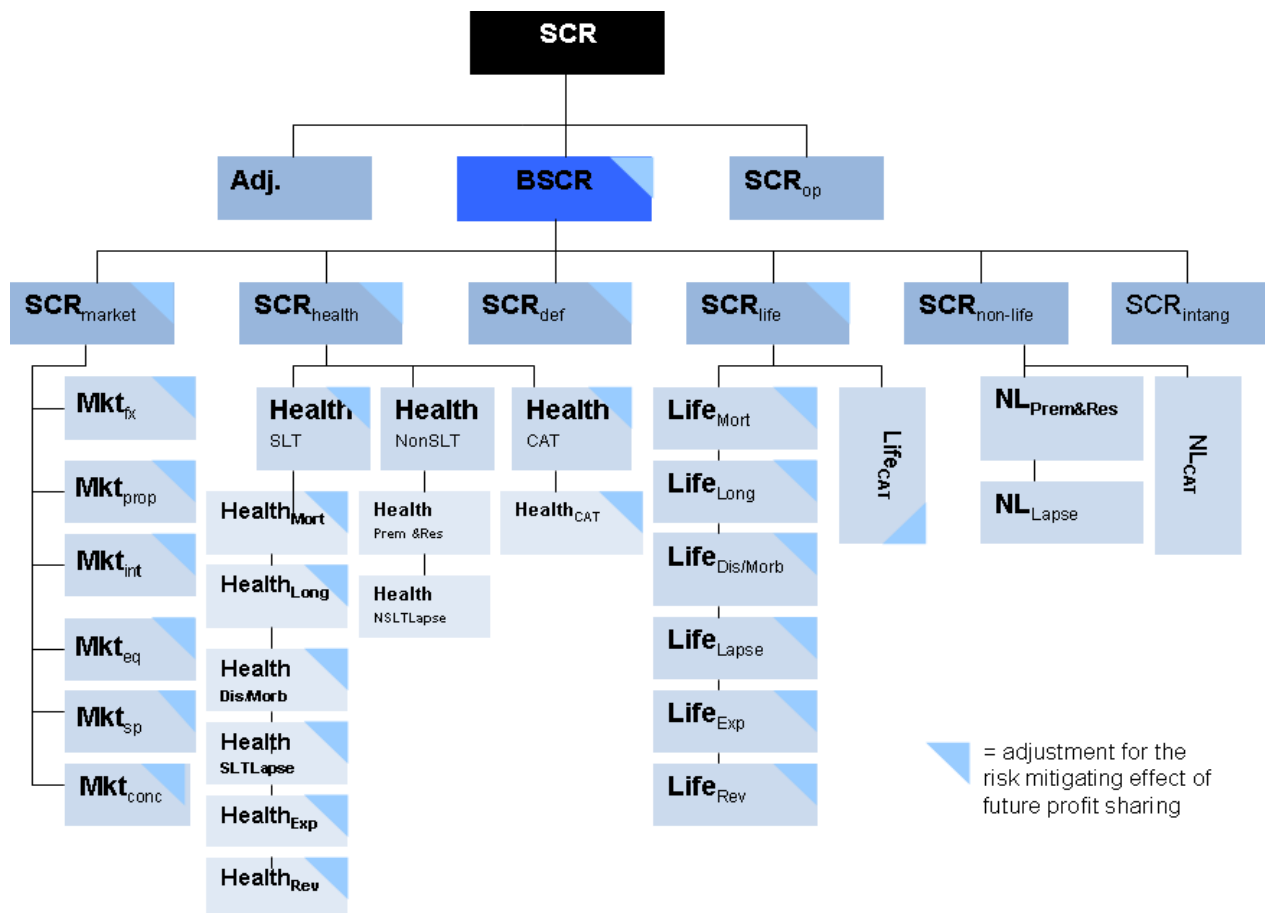 SCR
Adj.
BSCR
SCRop
SCRmarket
SCRhealth
SCRdef
SCRlife
SCRnon-life
SCRintang
Mktfx
Mktprop
Mktint
Mkteq
Mktsp
Mktconc
Health
SLT
HealthMort
HealthLong
Health
Dis/Morb
Health
SLTLapse
HealthExp
HealthRev
Health
NonSLT
Health
Prem &Res
Health
NSLTLapse
Health
CAT
HealthCAT
LifeMort
LifeLong
LifeDis/Morb
LifeLapse
LifeExp
LifeRev
LifeCAT
NLPrem&Res
NLLapse
NLCAT
= adjustment for the
risk mitigating effect of
future profit sharing